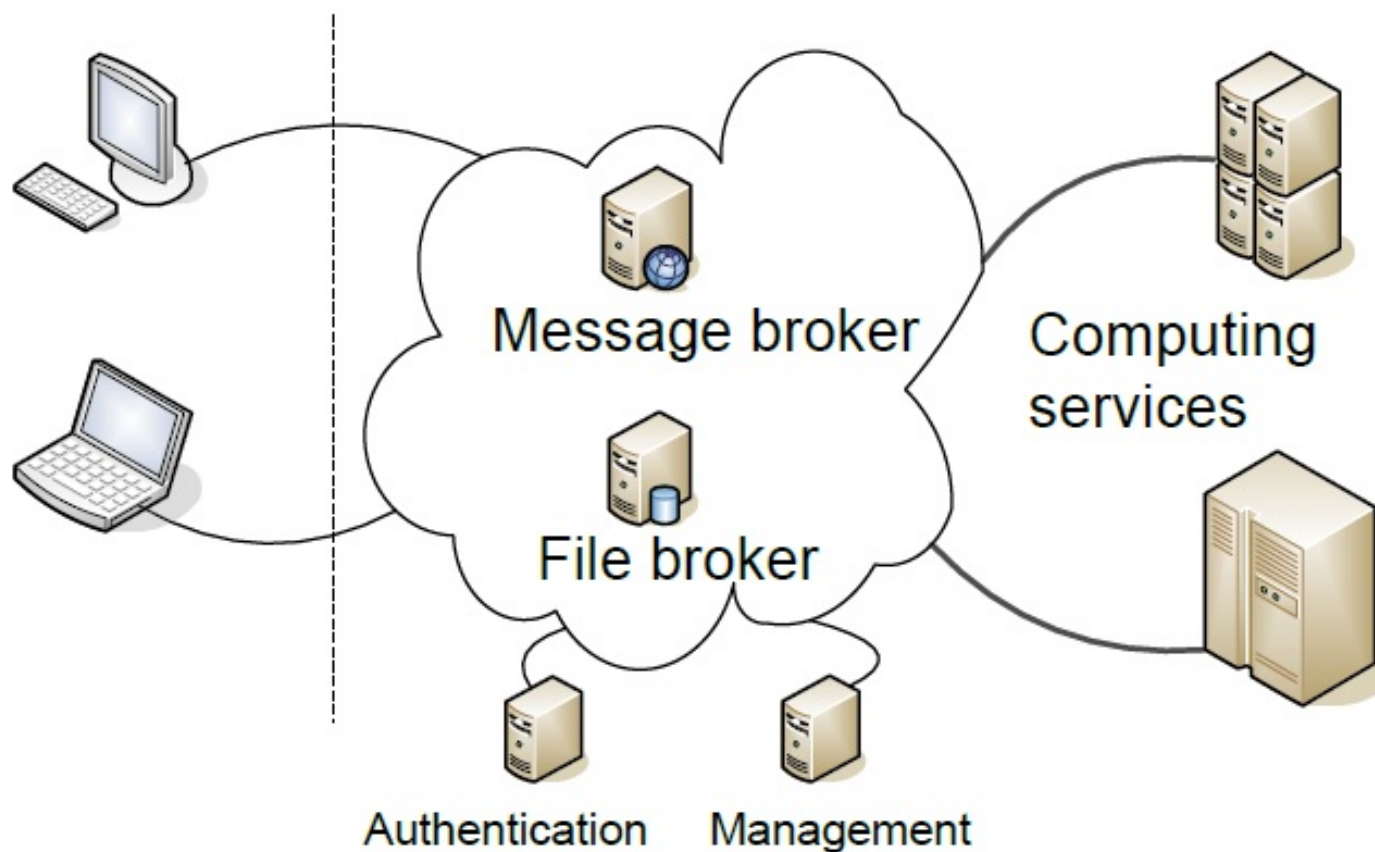 Message broker
Computing
services
File broker
Authentication
Management